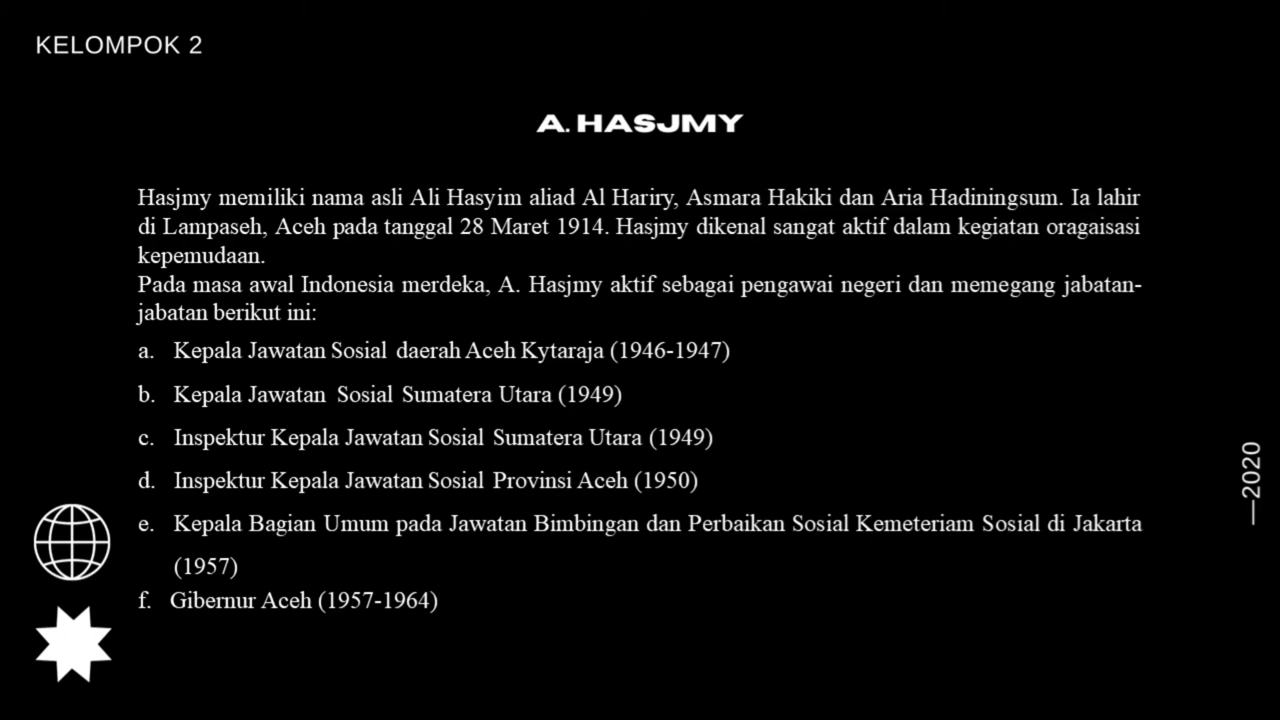 KELOMPOK 2
A. HASJMY
Hasjmy memiliki nama asli Ali Hasyim aliad Al Hariry, Asmara Hakiki dan Aria Hadiningsum. Ia lahir
di Lampaseh, Aceh pada tanggal 28 Maret 1914. Hasjmy dikenal sangat aktif dalam kegiatan oragaisasi
kepemudaan.
Pada masa awal Indonesia merdeka, A. Hasjmy aktif sebagai pengawai negeri dan memegang jabatan-
jabatan berikut ini:
a. Kepala Jawatan Sosial daerah Aceh Kytaraja (1946-1947)
b. Kepala Jawatan Sosial Sumatera Utara (1949)
c. Inspektur Kepala Jawatan Sosial Sumatera Utara (1949)
d. Inspektur Kepala Jawatan Sosial Provinsi Aceh (1950)
e. Kepala Bagian Umum pada Jawatan Bimbingan dan Perbaikan Sosial Kemeteriam Sosial di Jakarta
(1957)
f. Gibernur Aceh (1957-1964)
—2020